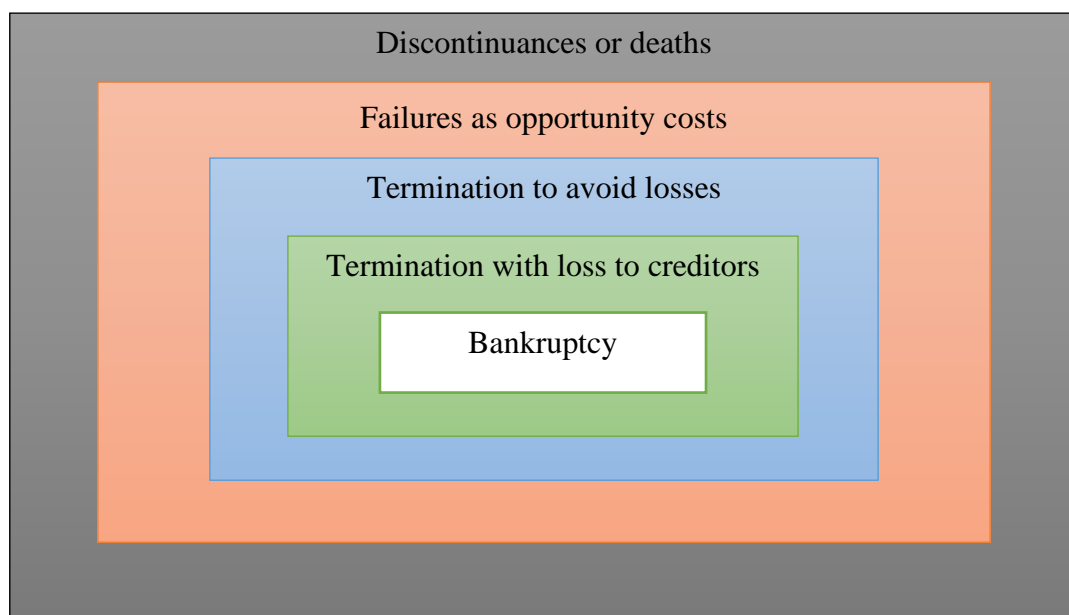 Discontinuances or deaths
Failures as opportunity costs
Termination to avoid losses
Termination with loss to creditors
Bankruptcy